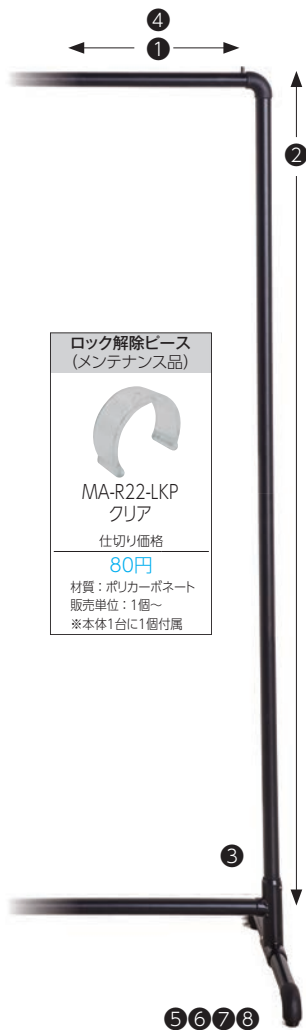 ❹
❶
❷
ロック解除ピース
(メンテナンス品)
MA-R22-LKP
クリア
仕切り価格
80円
材質：ポリカーボネート
販売単位：1個～
※本体1台に1個付属
❸
❺❻❼❽